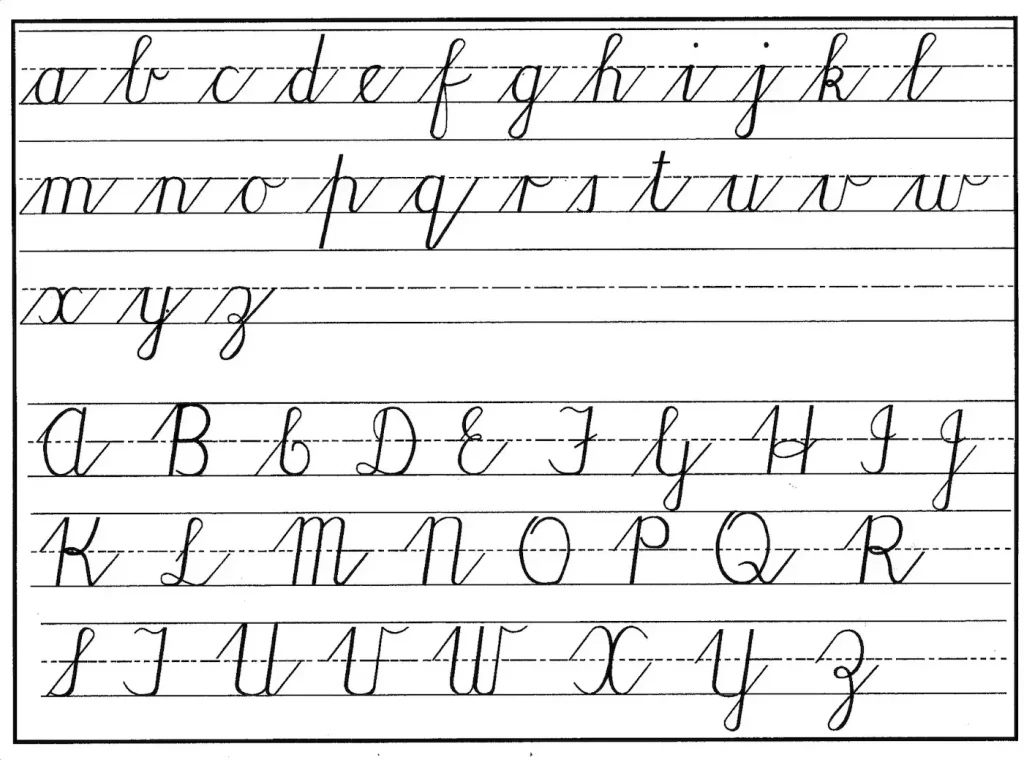 a b c d e f g h i j k l
m n o p q r s t u v w
x y z
A B C D E F G H I J
K L M N O P Q R
S T U V W X Y Z